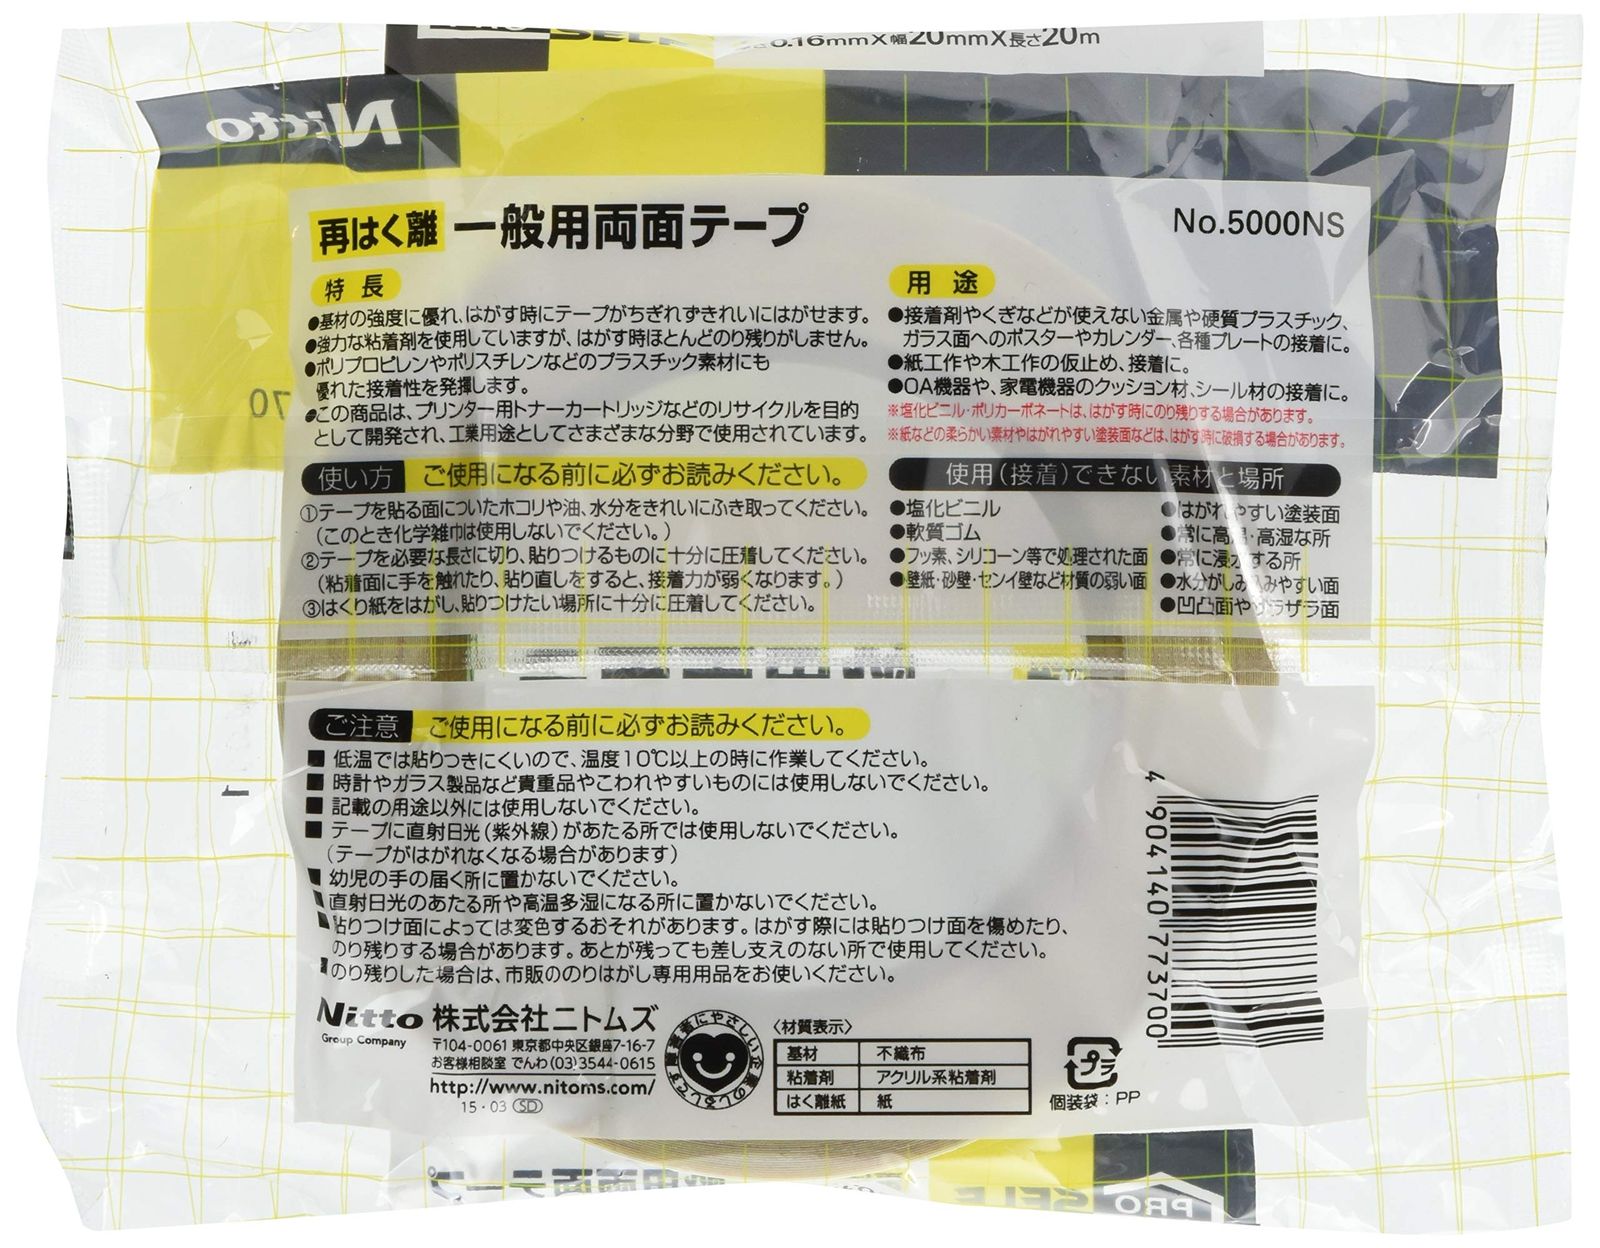 0.16mm×幅20mm×長さ20m
Nitto
再はく離 一般用両面テープ
No.5000NS
特長
●基材の強度に優れ、はがす時にテープがちぎれずきれいにはがせます。
●強力な粘着剤を使用していますが、はがす時ほとんどのり残りがしません。
●ポリプロピレンやポリスチレンなどのプラスチック素材にも
優れた接着性を発揮します。
●この商品は、プリンター用トナーカートリッジなどのリサイクルを目的
として開発され、工業用途としてさまざまな分野で使用されています。
用途
●接着剤やくぎなどが使えない金属や硬質プラスチック、
ガラス面へのポスターやカレンダー、各種プレートの接着に。
●紙工作や木工作の仮止め、接着に。
●OA機器や、家電機器のクッション材、シール材の接着に。
※塩化ビニル・ポリカーボネートは、はがす時にのり残りする場合があります。
※紙などの柔らかい素材やはがれやすい塗装面などは、はがす時に破損する場合があります。
70
使い方 ご使用になる前に必ずお読みください。
①テープを貼る面についたホコリや油、水分をきれいにふき取ってください。
(このとき化学雑巾は使用しないでください。)
②テープを必要な長さに切り、貼りつけるものに十分に圧着してください。
(粘着面に手を触れたり、貼り直しをすると、接着力が弱くなります。)
③はくり紙をはがし、貼りつけたい場所に十分に圧着してください。
使用(接着)できない素材と場所
●塩化ビニル
●軟質ゴム
●フッ素、シリコーン等で処理された面
●壁紙・砂壁・センイ壁など材質の弱い面
●はがれやすい塗装面
●常に高温・高湿な所
●常に浸水する所
●水分がしみ込みやすい面
●凹凸面やザラザラ面
ご注意 ご使用になる前に必ずお読みください。
■ 低温では貼りつきにくいので、温度10℃以上の時に作業してください。
■ 時計やガラス製品など貴重品やこわれやすいものには使用しないでください。
■ 記載の用途以外には使用しないでください。
■ テープに直射日光(紫外線)があたる所では使用しないでください。
(テープがはがれなくなる場合があります)
■ 幼児の手の届く所に置かないでください。
■ 直射日光のあたる所や高温多湿になる所に置かないでください。
■ 貼りつけ面によっては変色するおそれがあります。はがす際には貼りつけ面を傷めたり、
のり残りする場合があります。あとが残っても差し支えのない所で使用してください。
■ のり残りした場合は、市販ののりはがし専用用品をお使いください。
4 904140 773700
Nitto 株式会社ニトムズ
Group Company
〒104-0061 東京都中央区銀座7-16-7
お客様相談室 でんわ(03)3544-0615
http://www.nitoms.com/
15・03 SD
障害者にやさしい企業のしるしです
〈材質表示〉
基材 不織布
粘着剤 アクリル系粘着剤
はく離紙 紙
プラ
個装袋:PP
般用両面テープ
PRO SELE